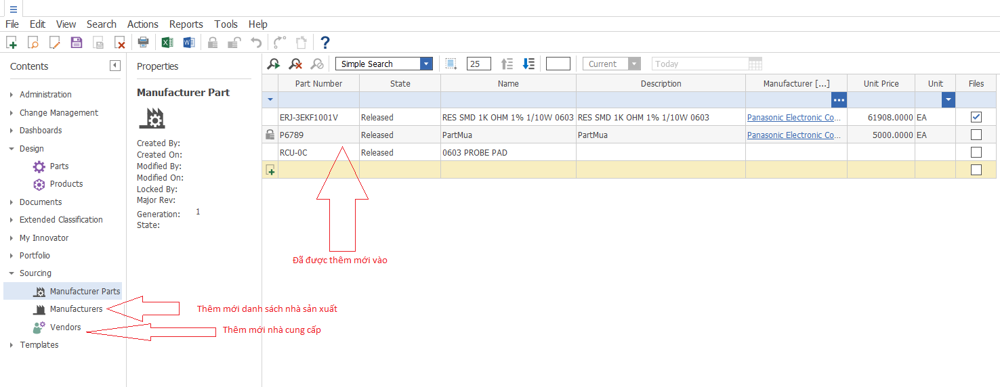 File Edit View Search Actions Reports Tools Help
?
Contents
Administration
Change Management
Dashboards
Design
Parts
Products
Documents
Extended Classification
My Innovator
Portfolio
Sourcing
Manufacturer Parts
Manufacturers
Vendors
Templates
Properties
Manufacturer Part
Created By:
Created On:
Modified By:
Modified On:
Locked By:
Major Rev:
Generation: 1
State:
Simple Search 25 Current Today
Part Number State Name Description Manufacturer [...] Unit Price Unit Files
ERJ-3EKF1001V Released RES SMD 1K OHM 1% 1/10W 0603 RES SMD 1K OHM 1% 1/10W 0603 Panasonic Electronic Co... 61908.0000 EA
P6789 Released PartMua PartMua Panasonic Electronic Co... 5000.0000 EA
RCU-0C Released 0603 PROBE PAD
Đã được thêm mới vào
Thêm mới danh sách nhà sản xuất
Thêm mới nhà cung cấp